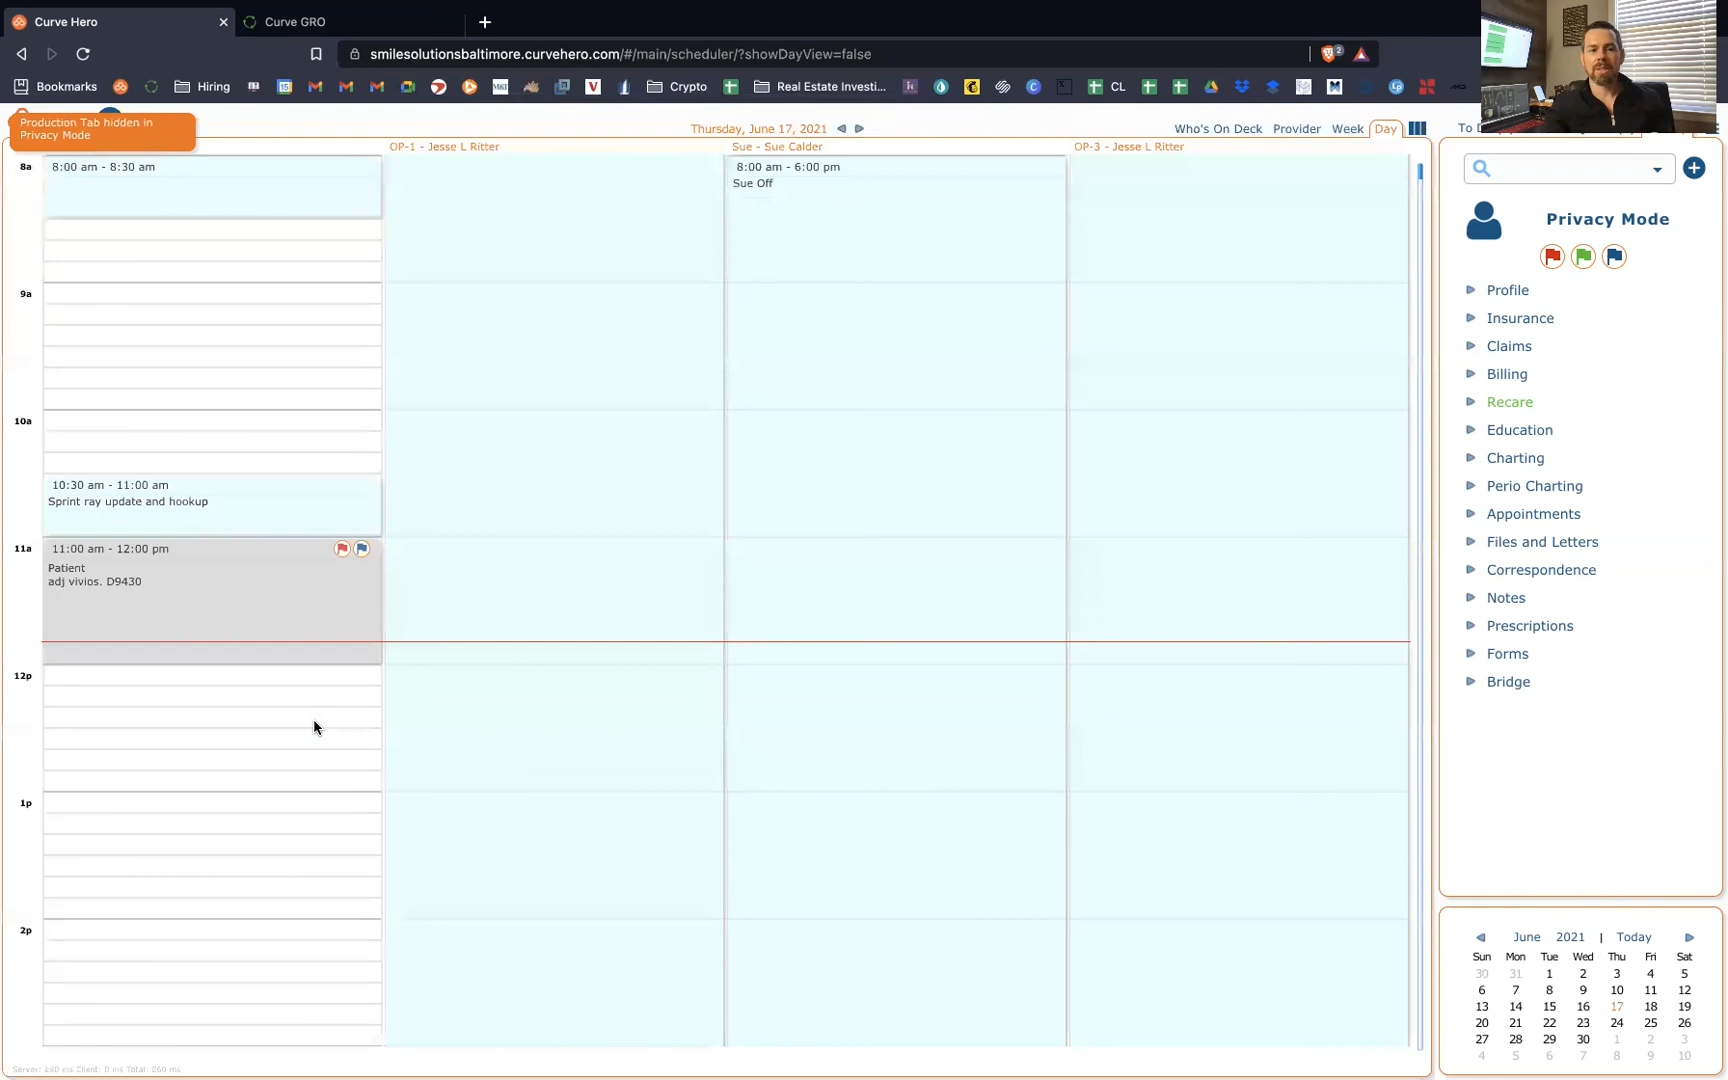 Curve Hero
Curve GRO
smilesolutionsbaltimore.curvehero.com/#/main/scheduler/?showDayView=false
2
Bookmarks
Hiring
15
M&T
V
Crypto
Real Estate Investi...
CL
Production Tab hidden in
Privacy Mode
Thursday, June 17, 2021
Who's On Deck
Provider
Week
Day
To D
OP-1 - Jesse L Ritter
Sue - Sue Calder
OP-3 - Jesse L Ritter
8a
8:00 am - 8:30 am
8:00 am - 6:00 pm
Sue Off
9a
10a
10:30 am - 11:00 am
Sprint ray update and hookup
11a
11:00 am - 12:00 pm
Patient
adj vivios. D9430
12p
1p
2p
Privacy Mode
Profile
Insurance
Claims
Billing
Recare
Education
Charting
Perio Charting
Appointments
Files and Letters
Correspondence
Notes
Prescriptions
Forms
Bridge
June 2021 | Today
Sun Mon Tue Wed Thu Fri Sat
30 31 1 2 3 4 5
6 7 8 9 10 11 12
13 14 15 16 17 18 19
20 21 22 23 24 25 26
27 28 29 30 1 2 3
4 5 6 7 8 9 10